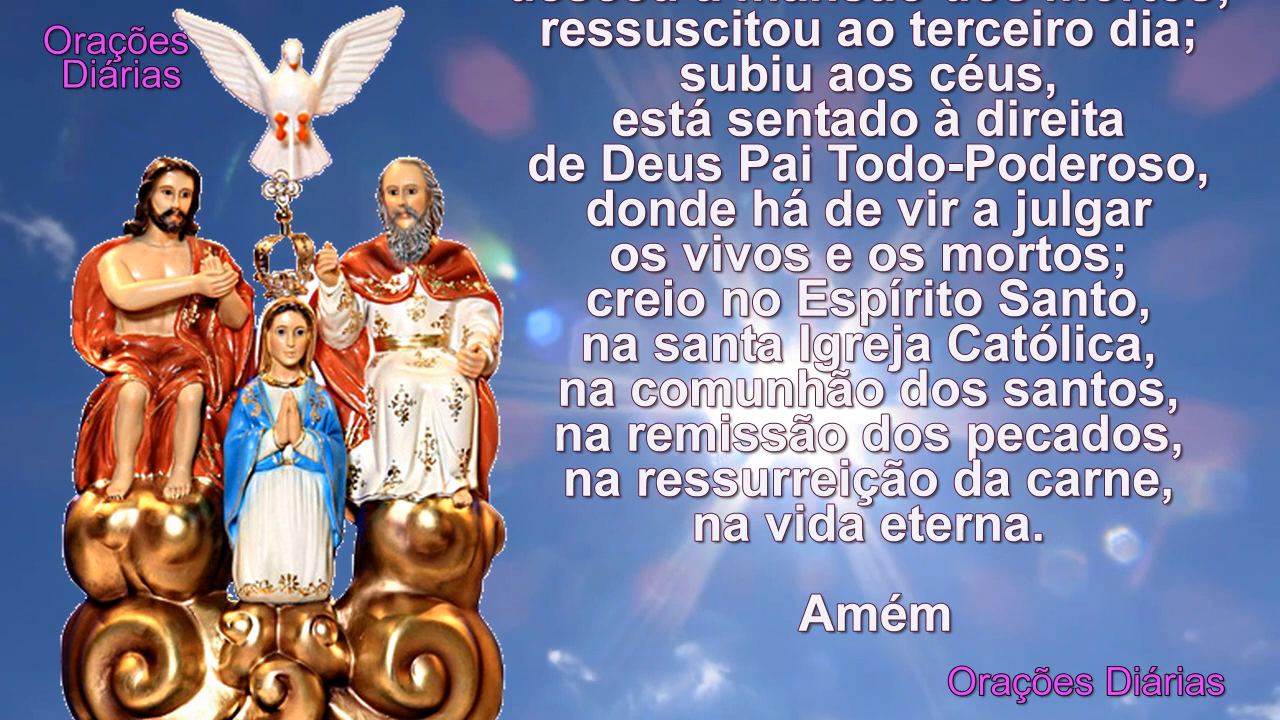 Orações
Diárias
ressuscitou ao terceiro dia;
subiu aos céus,
está sentado à direita
de Deus Pai Todo-Poderoso,
donde há de vir a julgar
os vivos e os mortos;
creio no Espírito Santo,
na santa Igreja Católica,
na comunhão dos santos,
na remissão dos pecados,
na ressurreição da carne,
na vida eterna.
Amém
Orações Diárias